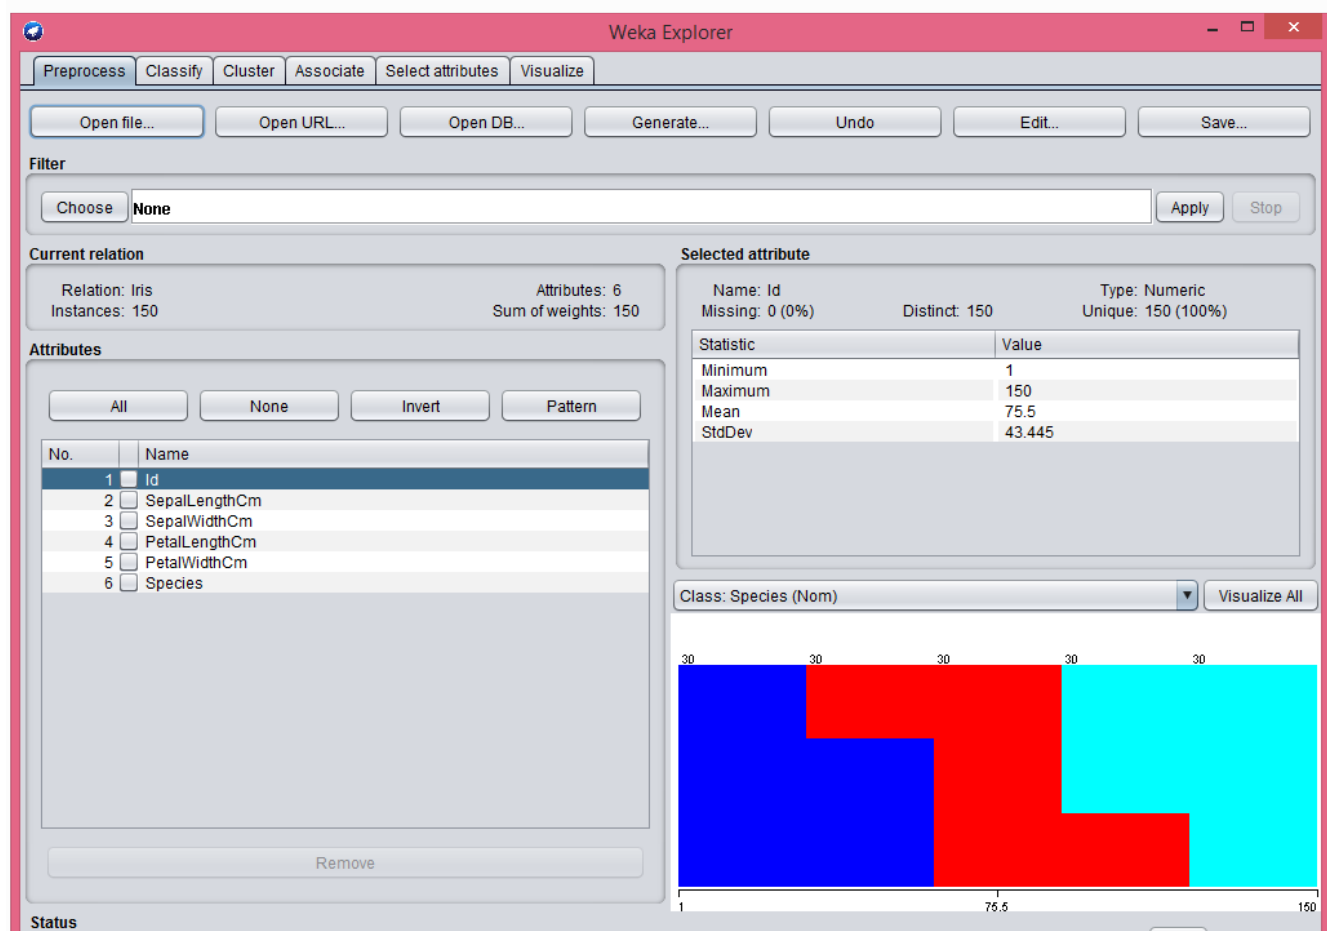 Weka Explorer
Preprocess Classify Cluster Associate Select attributes Visualize
Open file... Open URL... Open DB... Generate... Undo Edit... Save...
Filter
Choose None Apply Stop
Current relation
Relation: Iris Attributes: 6
Instances: 150 Sum of weights: 150
Attributes
All None Invert Pattern
No. Name
1 Id
2 SepalLengthCm
3 SepalWidthCm
4 PetalLengthCm
5 PetalWidthCm
6 Species
Remove
Status
Selected attribute
Name: Id Type: Numeric
Missing: 0 (0%) Distinct: 150 Unique: 150 (100%)
Statistic Value
Minimum 1
Maximum 150
Mean 75.5
StdDev 43.445
Class: Species (Nom) Visualize All
30 30 30 30 30
1 75.5 150